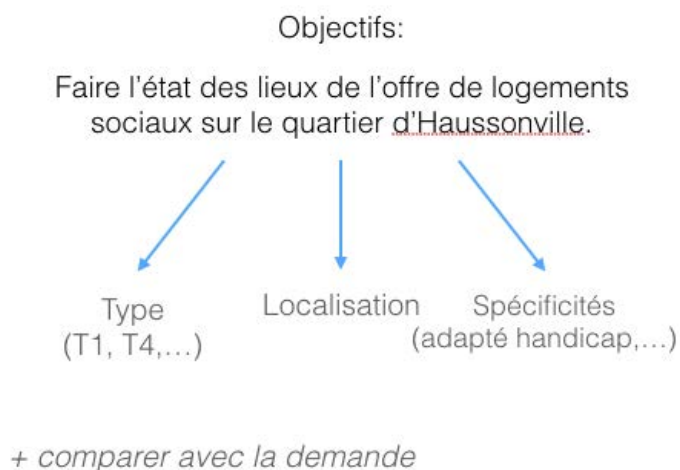 Objectifs:
Faire l'état des lieux de l'offre de logements
sociaux sur le quartier d'Haussonville.
Type
(T1, T4,...)
Localisation
Spécificités
(adapté handicap,...)
+ comparer avec la demande